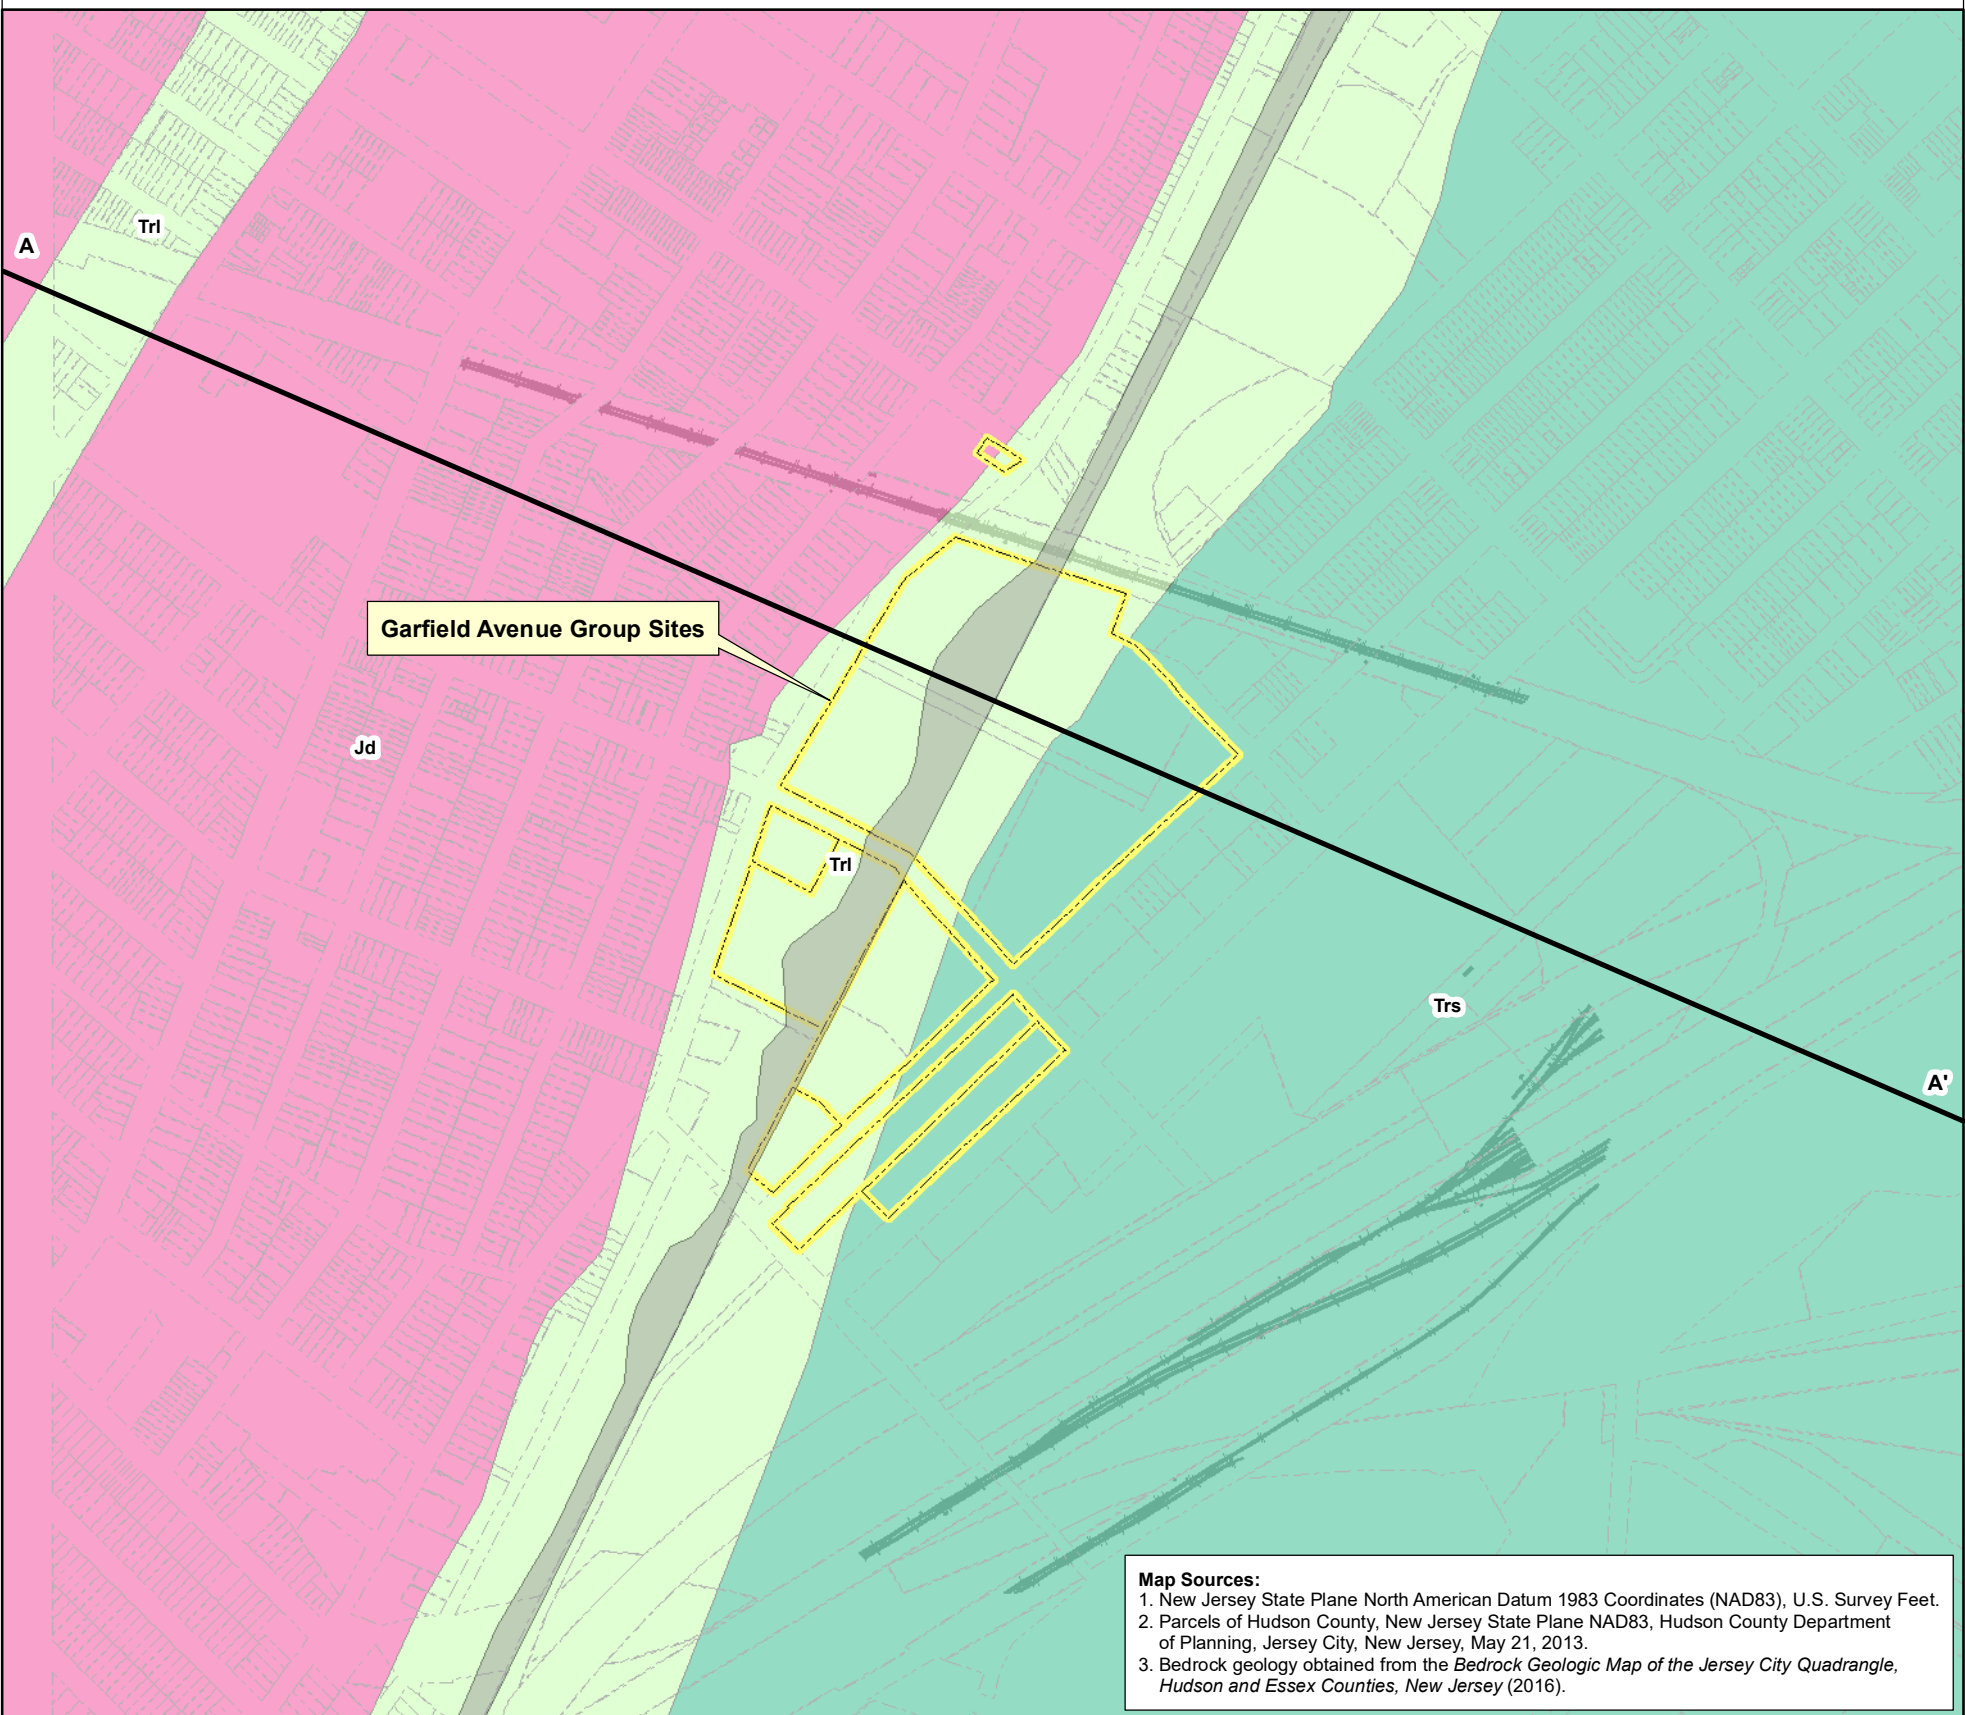 Trl
A
Garfield Avenue Group Sites
Jd
Trl
Trs
A'
Map Sources:
1. New Jersey State Plane North American Datum 1983 Coordinates (NAD83), U.S. Survey Feet.
2. Parcels of Hudson County, New Jersey State Plane NAD83, Hudson County Department
of Planning, Jersey City, New Jersey, May 21, 2013.
3. Bedrock geology obtained from the Bedrock Geologic Map of the Jersey City Quadrangle,
Hudson and Essex Counties, New Jersey (2016).